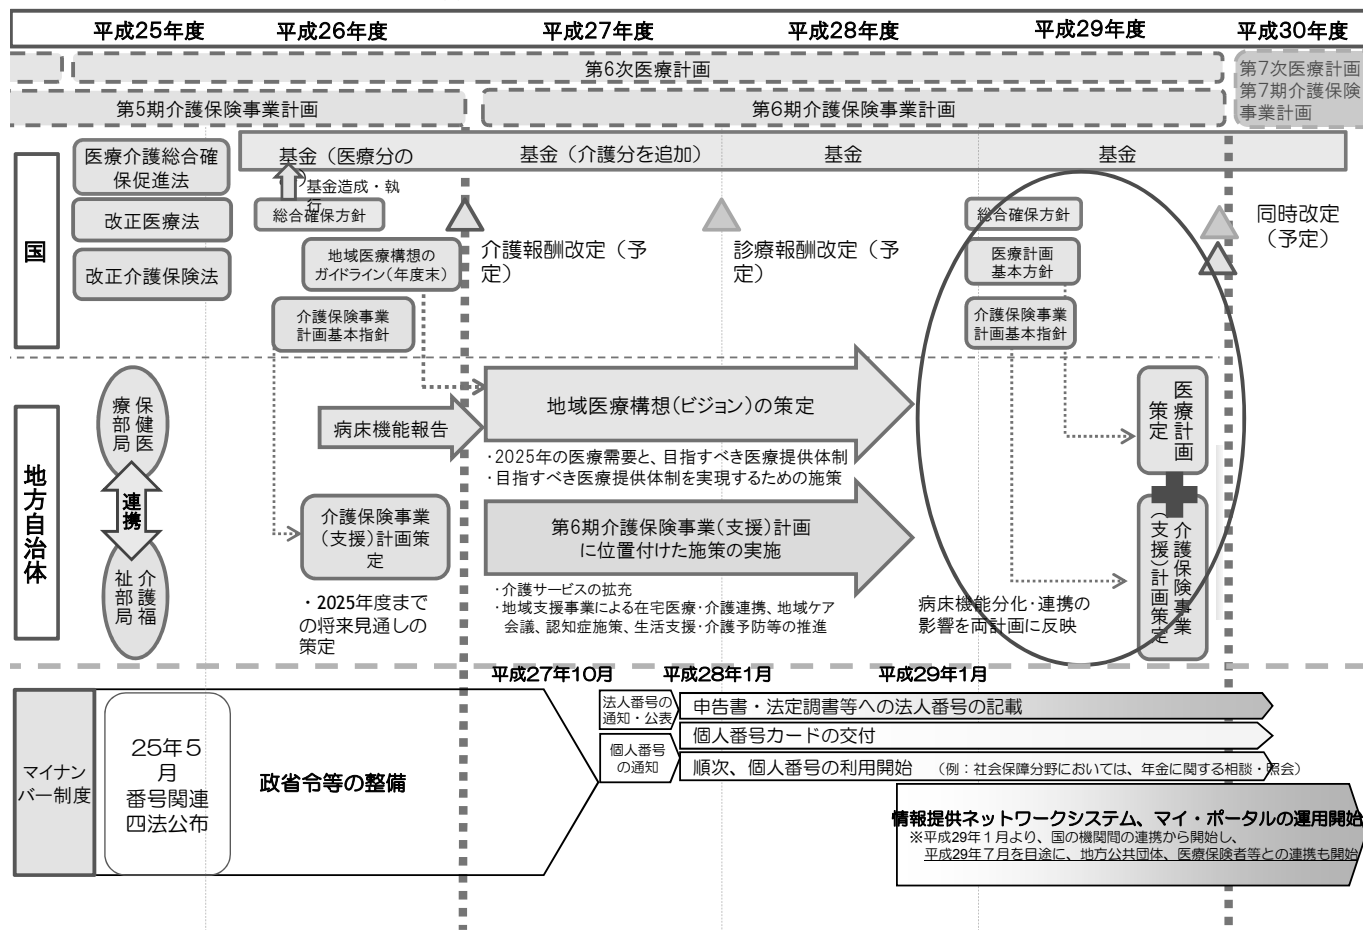 平成25年度
平成26年度
平成27年度
平成28年度
平成29年度
平成30年度
第6次医療計画
第7次医療計画
第7期介護保険
事業計画
第5期介護保険事業計画
第6期介護保険事業計画
国
医療介護総合確
保促進法
改正医療法
改正介護保険法
基金（医療分の
基金（介護分を追加）
基金
基金
基金造成・執
行
総合確保方針
地域医療構想の
ガイドライン（年度末）
介護保険事業
計画基本指針
介護報酬改定（予
定）
診療報酬改定（予
定）
総合確保方針
医療計画
基本方針
介護保険事業
計画基本指針
同時改定
（予定）
地方自治体
保健医
療部局
連携
介護福
祉部局
病床機能報告
地域医療構想（ビジョン）の策定
・2025年の医療需要と、目指すべき医療提供体制
・目指すべき医療提供体制を実現するための施策
介護保険事業
（支援）計画策
定
・2025年度まで
の将来見通しの
策定
第6期介護保険事業（支援）計画
に位置付けた施策の実施
・介護サービスの拡充
・地域支援事業による在宅医療・介護連携、地域ケア
会議、認知症施策、生活支援・介護予防等の推進
医療計画
策定
介護保険事業
（支援）計画策定
病床機能分化・連携の
影響を両計画に反映
平成27年10月
平成28年1月
平成29年1月
マイナン
バー制度
25年５
月
番号関連
四法公布
政省令等の整備
法人番号の
通知・公表
個人番号
の通知
申告書・法定調書等への法人番号の記載
個人番号カードの交付
順次、個人番号の利用開始　（例：社会保障分野においては、年金に関する相談・照会）
情報提供ネットワークシステム、マイ・ポータルの運用開始
※平成29年１月より、国の機関間の連携から開始し、
平成29年７月を目途に、地方公共団体、医療保険者等との連携も開始